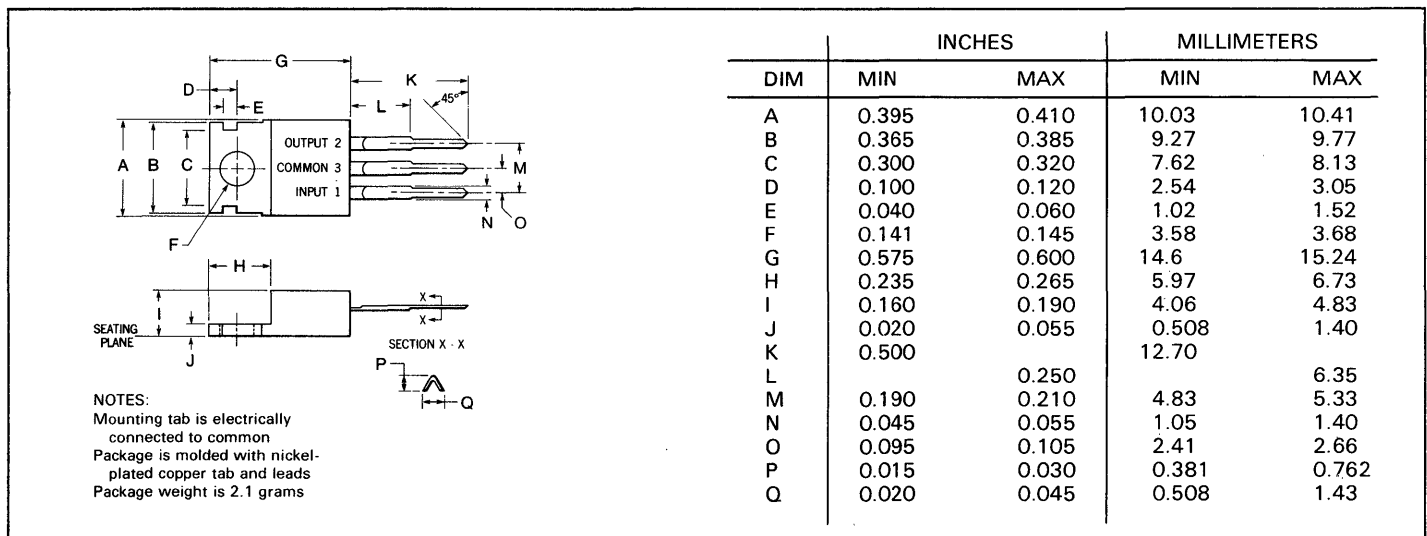 G
K
D
E
L
45°
A
B
C
OUTPUT 2
COMMON 3
INPUT 1
M
N
O
F
H
I
X
X
SEATING
PLANE
J
SECTION X - X
P
Q
NOTES:
Mounting tab is electrically
connected to common
Package is molded with nickel-
plated copper tab and leads
Package weight is 2.1 grams
INCHES MILLIMETERS
DIM MIN MAX MIN MAX
A 0.395 0.410 10.03 10.41
B 0.365 0.385 9.27 9.77
C 0.300 0.320 7.62 8.13
D 0.100 0.120 2.54 3.05
E 0.040 0.060 1.02 1.52
F 0.141 0.145 3.58 3.68
G 0.575 0.600 14.6 15.24
H 0.235 0.265 5.97 6.73
I 0.160 0.190 4.06 4.83
J 0.020 0.055 0.508 1.40
K 0.500 12.70
L 0.250 6.35
M 0.190 0.210 4.83 5.33
N 0.045 0.055 1.05 1.40
O 0.095 0.105 2.41 2.66
P 0.015 0.030 0.381 0.762
Q 0.020 0.045 0.508 1.43